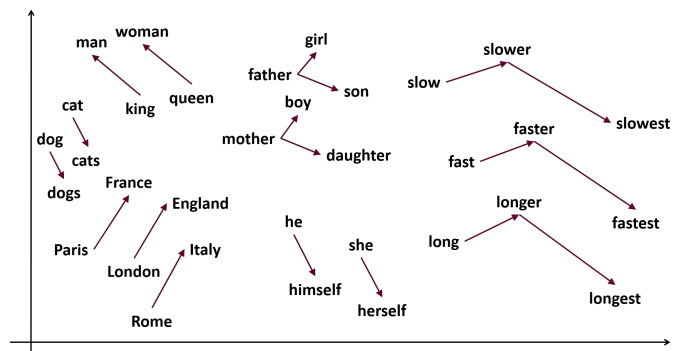 man
woman
king
queen
cat
cats
dog
dogs
France
England
Paris
London
Italy
Rome
girl
father
son
boy
mother
daughter
he
himself
she
herself
slower
slow
slowest
faster
fast
fastest
longer
long
longest